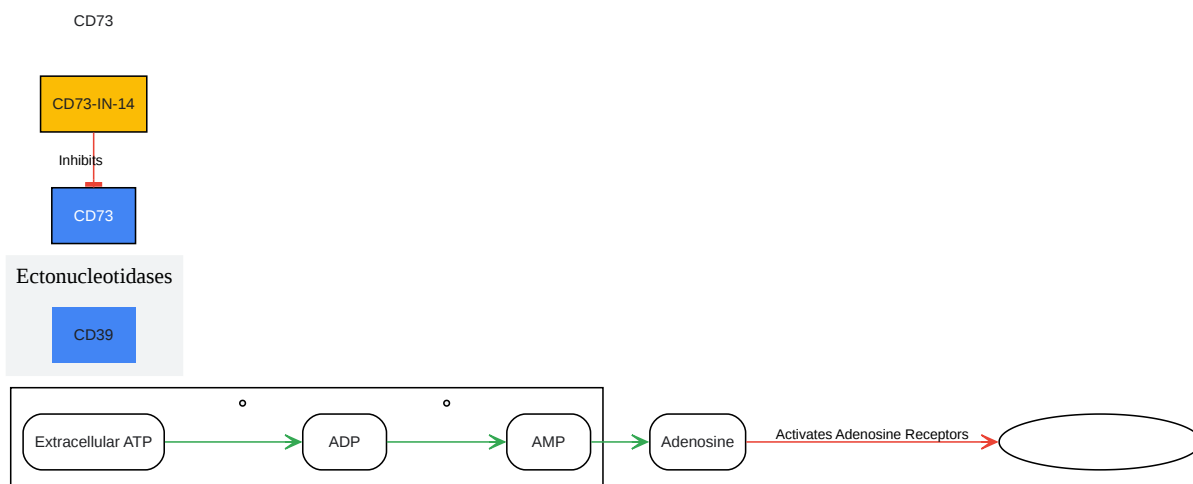 CD73
CD73-IN-14
Inhibits
CD73
Ectonucleotidases
CD39
Extracellular ATP
ADP
AMP
Adenosine
Activates Adenosine Receptors